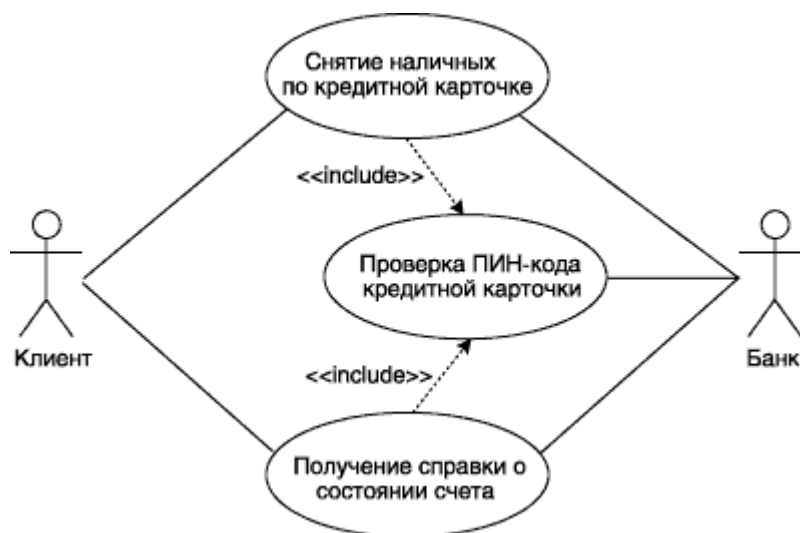 Снятие наличных
по кредитной карточке
<<include>>
Проверка ПИН-кода
кредитной карточки
Клиент
Банк
<<include>>
Получение справки о
состоянии счета